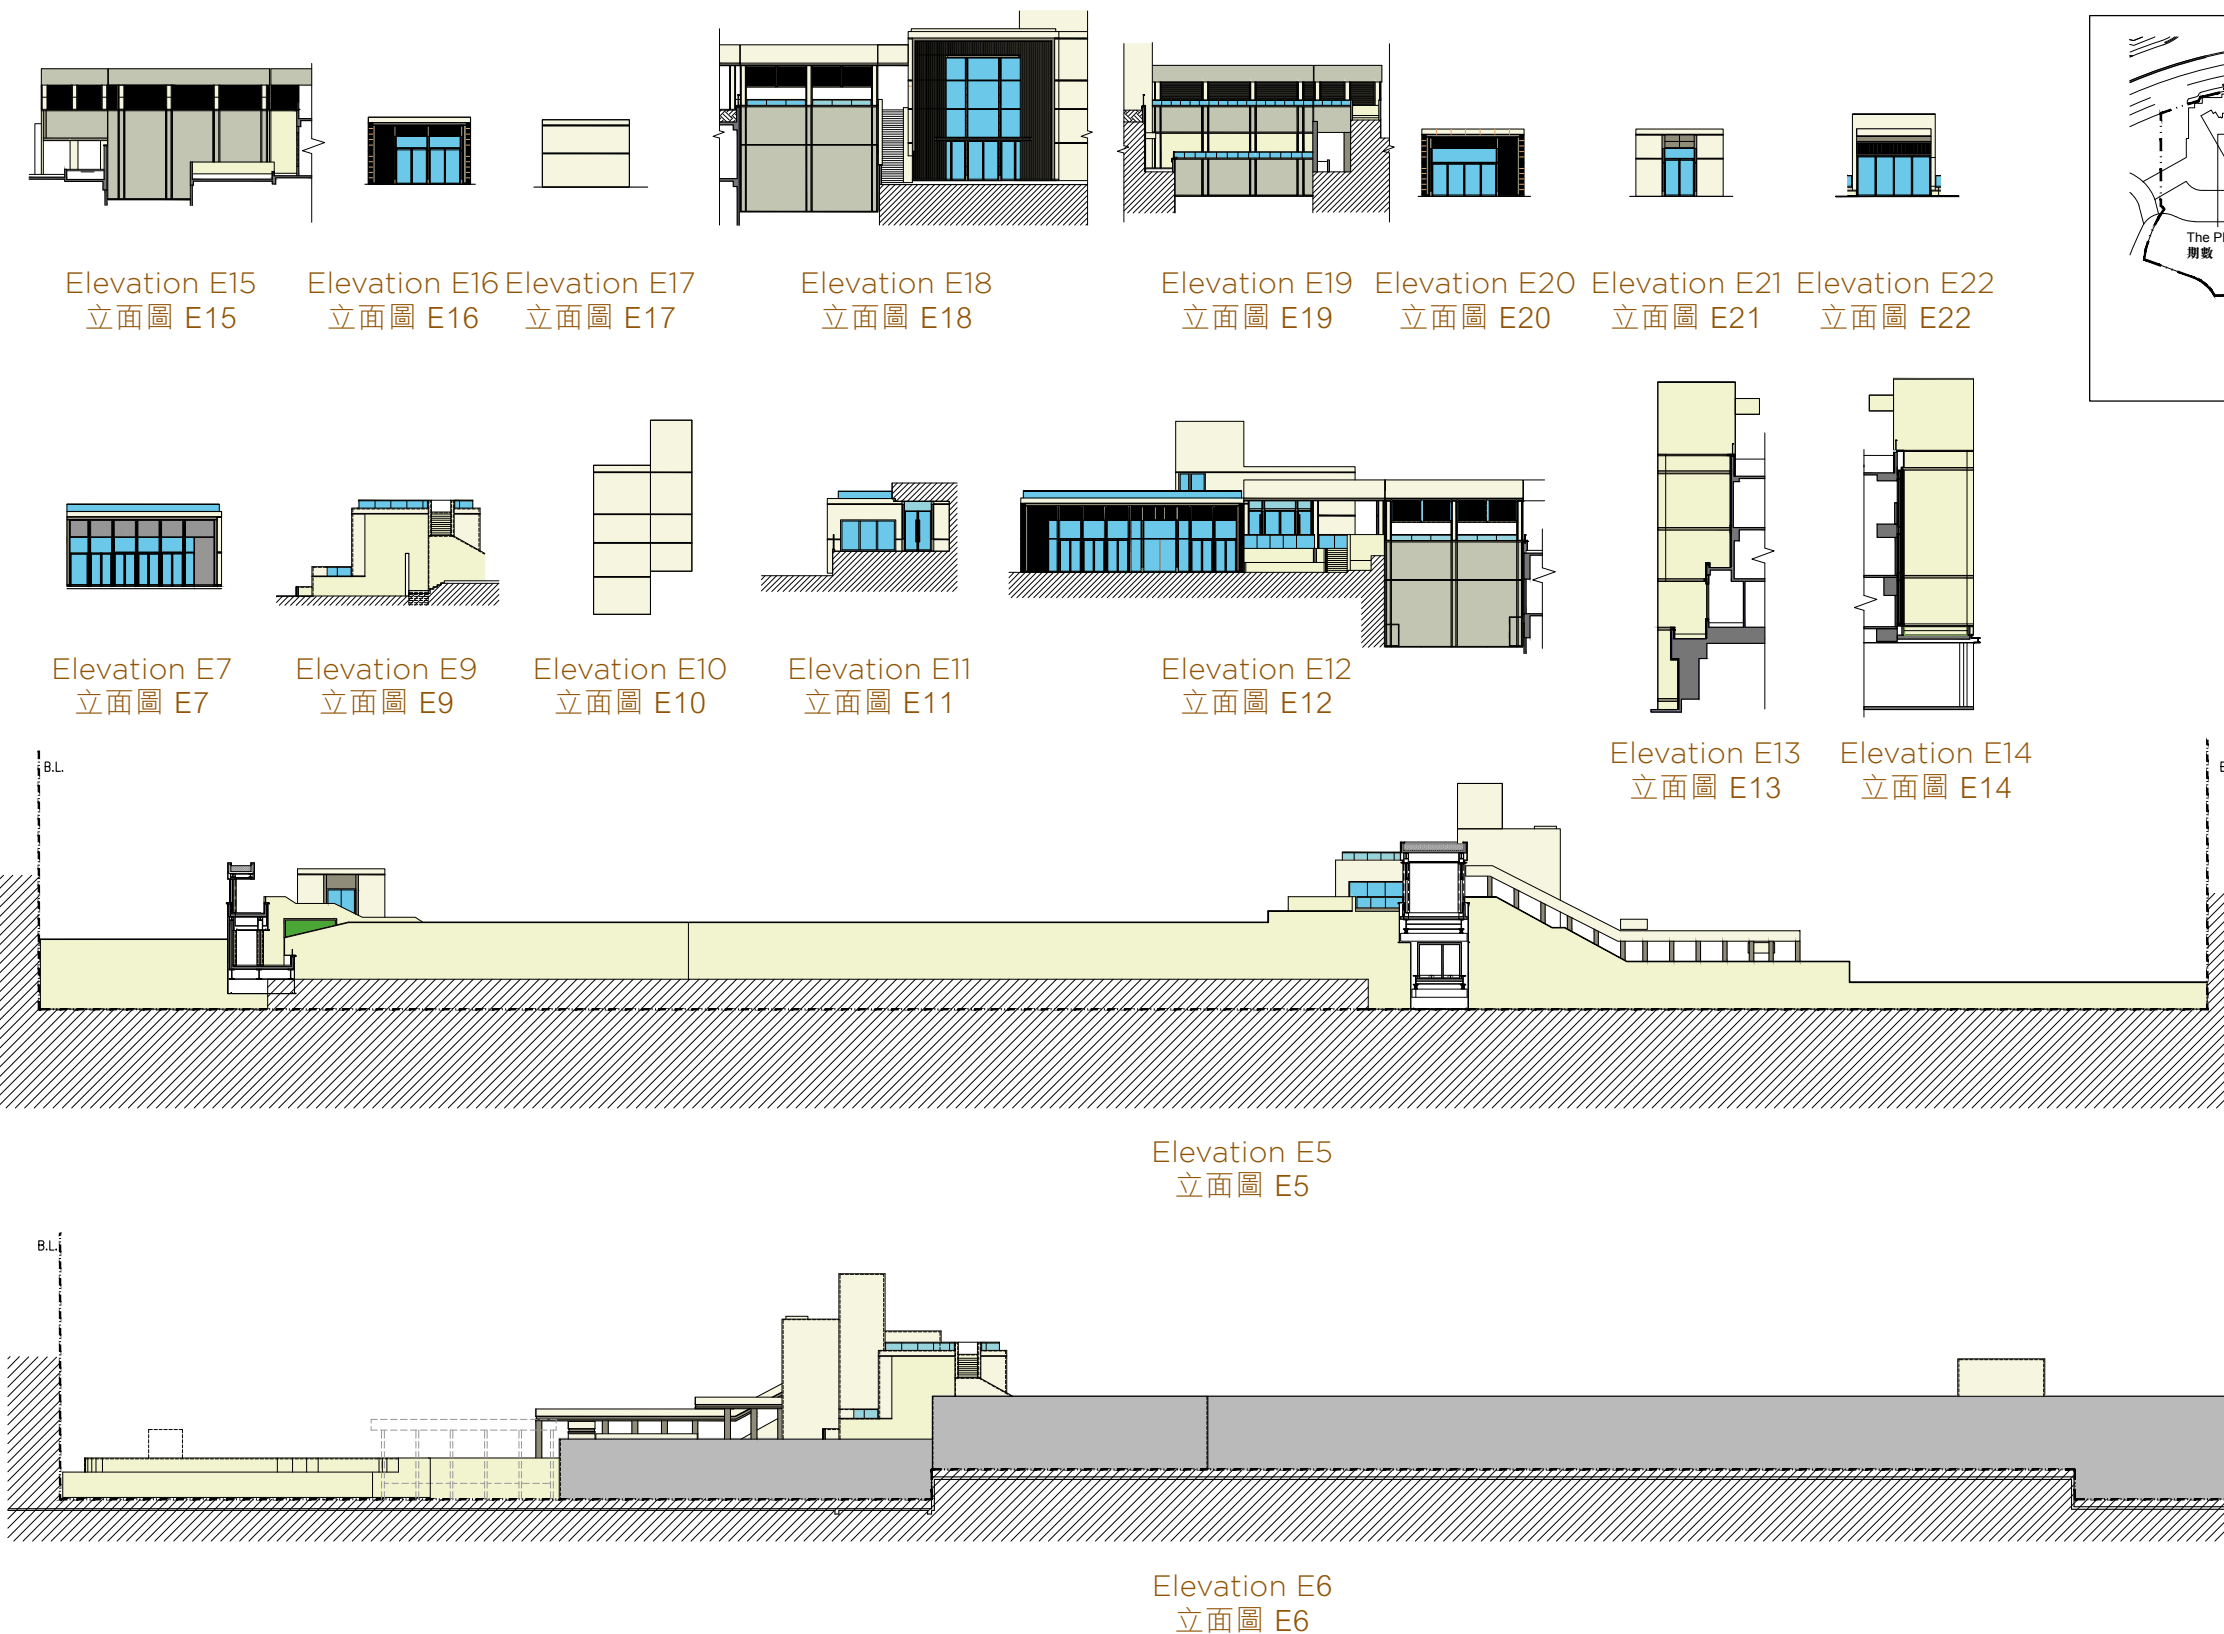 The
期數
Elevation E15
立面圖 E15
Elevation E16
立面圖 E16
Elevation E17
立面圖 E17
Elevation E18
立面圖 E18
Elevation E19
立面圖 E19
Elevation E20
立面圖 E20
Elevation E21
立面圖 E21
Elevation E22
立面圖 E22
Elevation E7
立面圖 E7
Elevation E9
立面圖 E9
Elevation E10
立面圖 E10
Elevation E11
立面圖 E11
Elevation E12
立面圖 E12
Elevation E13
立面圖 E13
Elevation E14
立面圖 E14
B.L.
Elevation E5
立面圖 E5
B.L.
Elevation E6
立面圖 E6